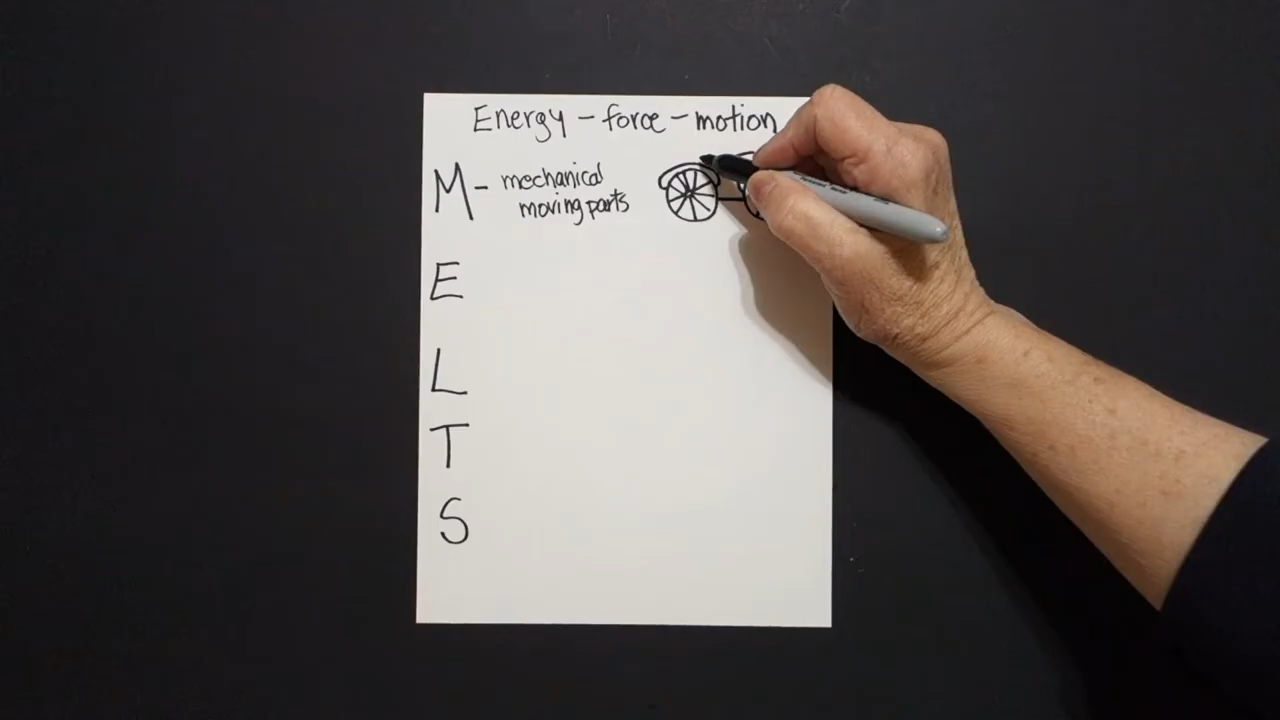 Energy - force - motion
M - mechanical
moving parts
E
L
T
S